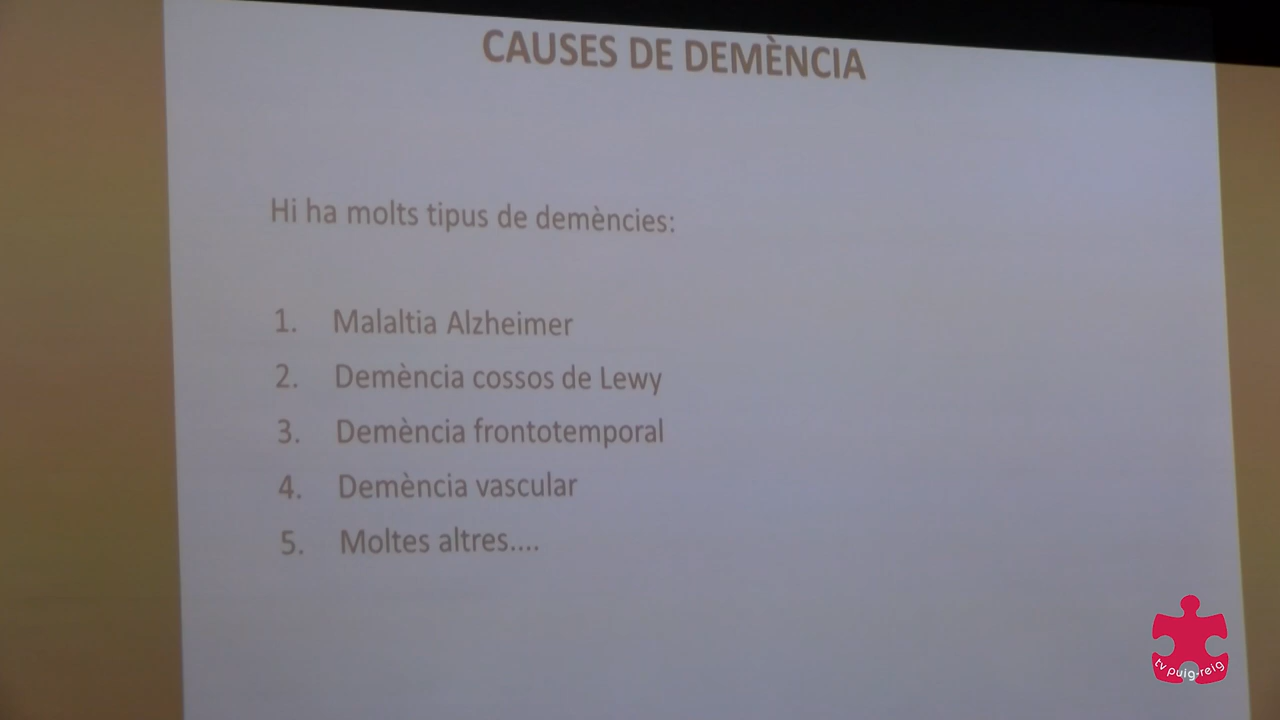 CAUSES DE DEMÈNCIA
Hi ha molts tipus de demències:
1. Malaltia Alzheimer
2. Demència cossos de Lewy
3. Demència frontotemporal
4. Demència vascular
5. Moltes altres....
tv puig-reig